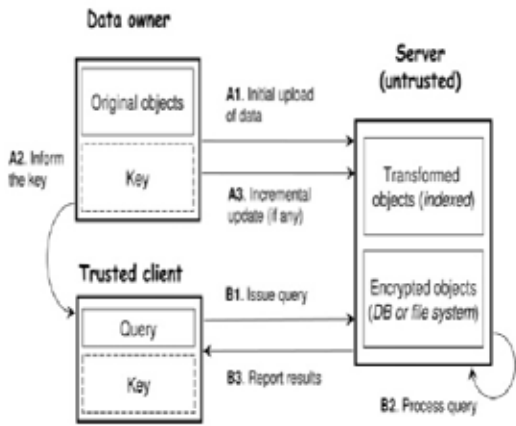 Data owner
Original objects
Key
A1. Initial upload
of data
A3. Incremental
update (if any)
A2. Inform
the key
Server
(untrusted)
Transformed
objects (indexed)
Encrypted objects
(DB or file system)
Trusted client
Query
Key
B1. Issue query
B3. Report results
B2. Process query